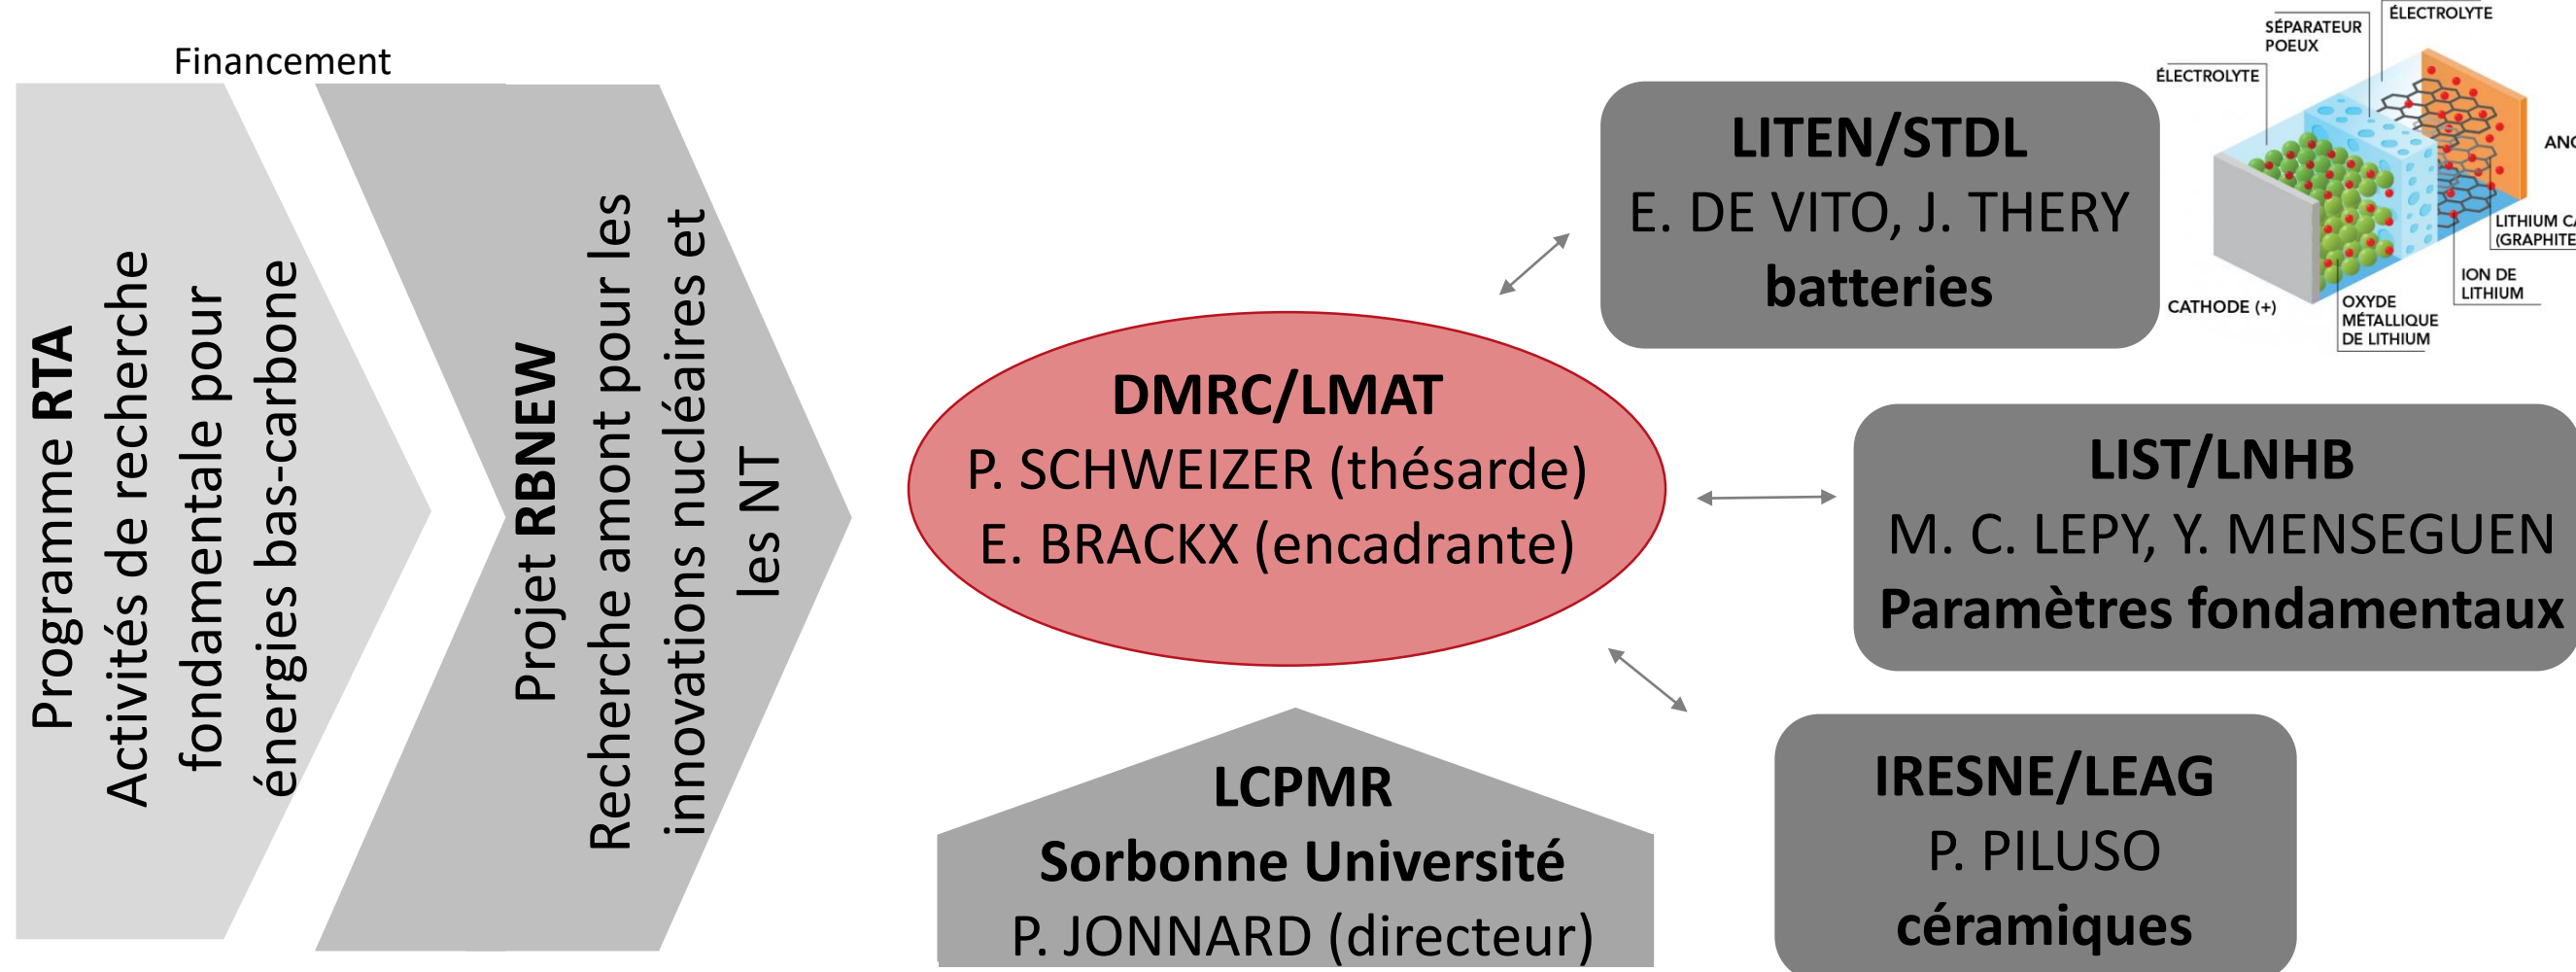 Financement
Programme RTA
Activités de recherche
fondamentale pour
énergies bas-carbone
Projet RBNEW
Recherche amont pour les
innovations nucléaires et
les NT
DMRC/LMAT
P. SCHWEIZER (thésarde)
E. BRACKX (encadrante)
LCPMR
Sorbonne Université
P. JONNARD (directeur)
LITEN/STDL
E. DE VITO, J. THERY
batteries
ÉLECTROLYTE
SÉPARATEUR
POEUX
ÉLECTROLYTE
LITHIUM
(GRAPHITE
ION DE
LITHIUM
OXYDE
MÉTALLIQUE
DE LITHIUM
CATHODE (+)
LIST/LNHB
M. C. LEPY, Y. MENSEGUEN
Paramètres fondamentaux
IRESNE/LEAG
P. PILUSO
céramiques